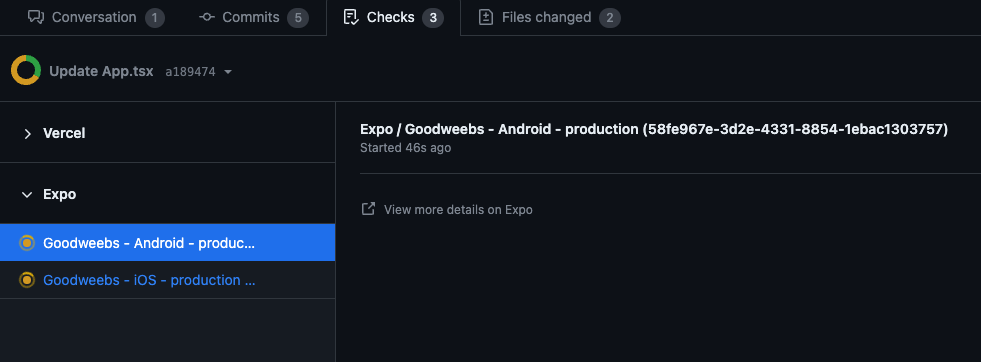 Conversation 1 Commits 5 Checks 3 Files changed 2
Update App.tsx a189474
Vercel
Expo
Goodweebs - Android - produc...
Goodweebs - iOS - production ...
Expo / Goodweebs - Android - production (58fe967e-3d2e-4331-8854-1ebac1303757)
Started 46s ago
View more details on Expo